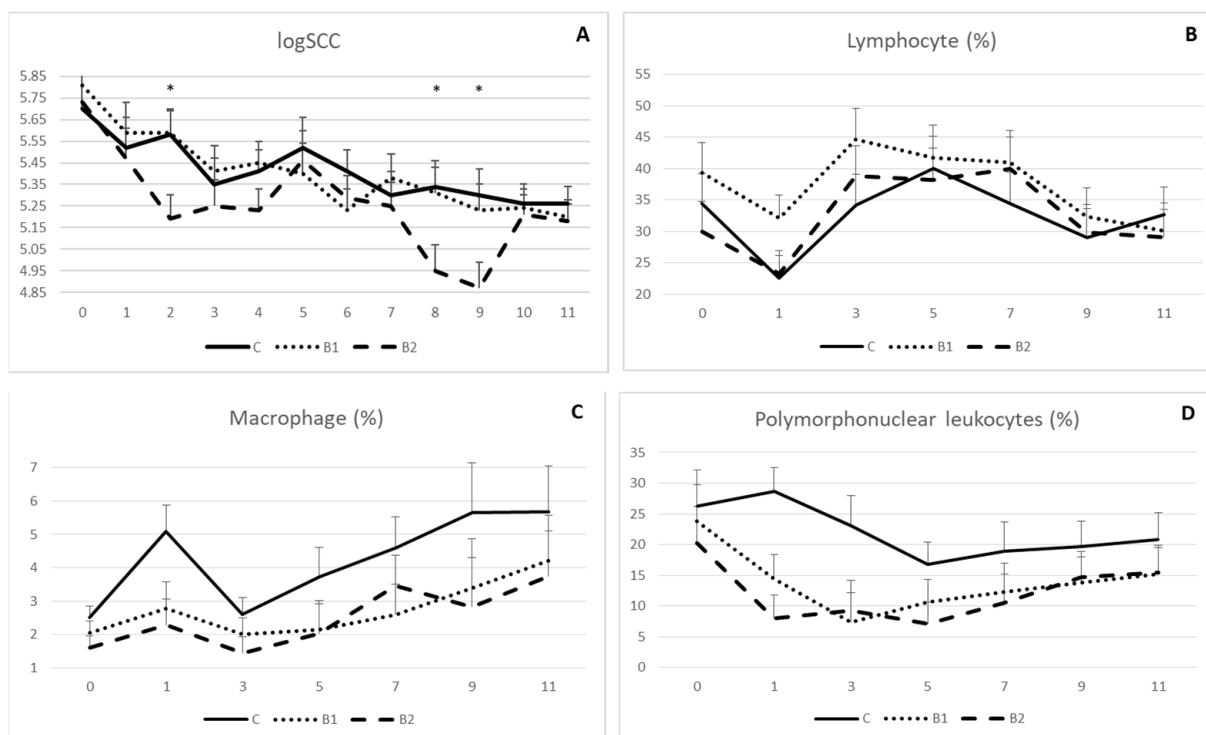 logSCC
A
5.85
5.75
5.65
5.55
5.45
5.35
5.25
5.15
5.05
4.95
4.85
* * *
0 1 2 3 4 5 6 7 8 9 10 11
C B1 B2
Lymphocyte (%)
B
55
50
45
40
35
30
25
20
0 1 3 5 7 9 11
C B1 B2
Macrophage (%)
C
7
6
5
4
3
2
1
0 1 3 5 7 9 11
C B1 B2
Polymorphonuclear leukocytes (%)
D
35
30
25
20
15
10
5
0
0 1 3 5 7 9 11
C B1 B2